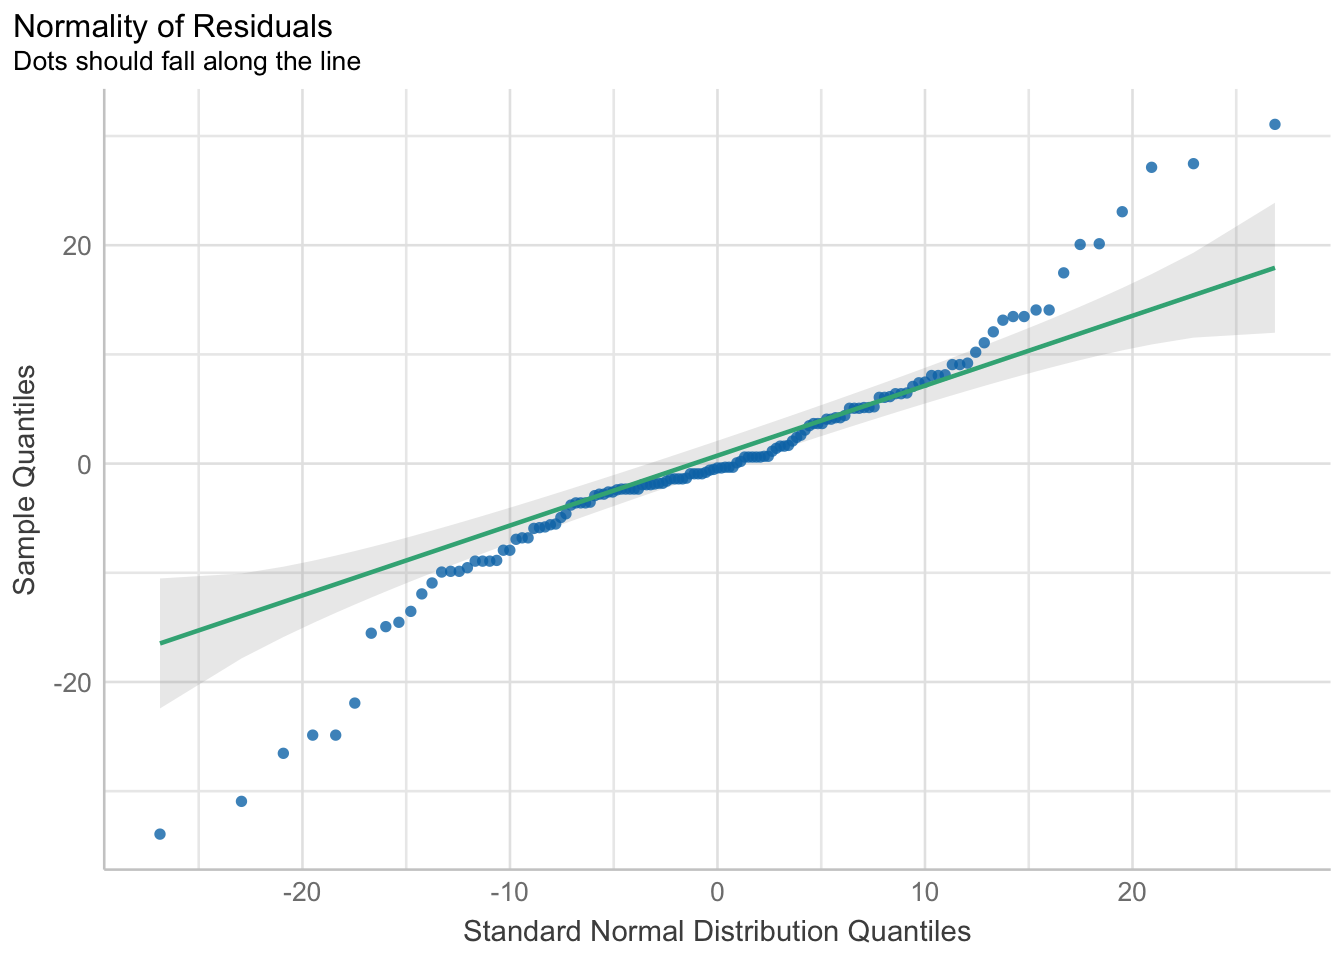 Normality of Residuals
Dots should fall along the line
20
0
-20
Sample Quantiles
-20 -10 0 10 20
Standard Normal Distribution Quantiles